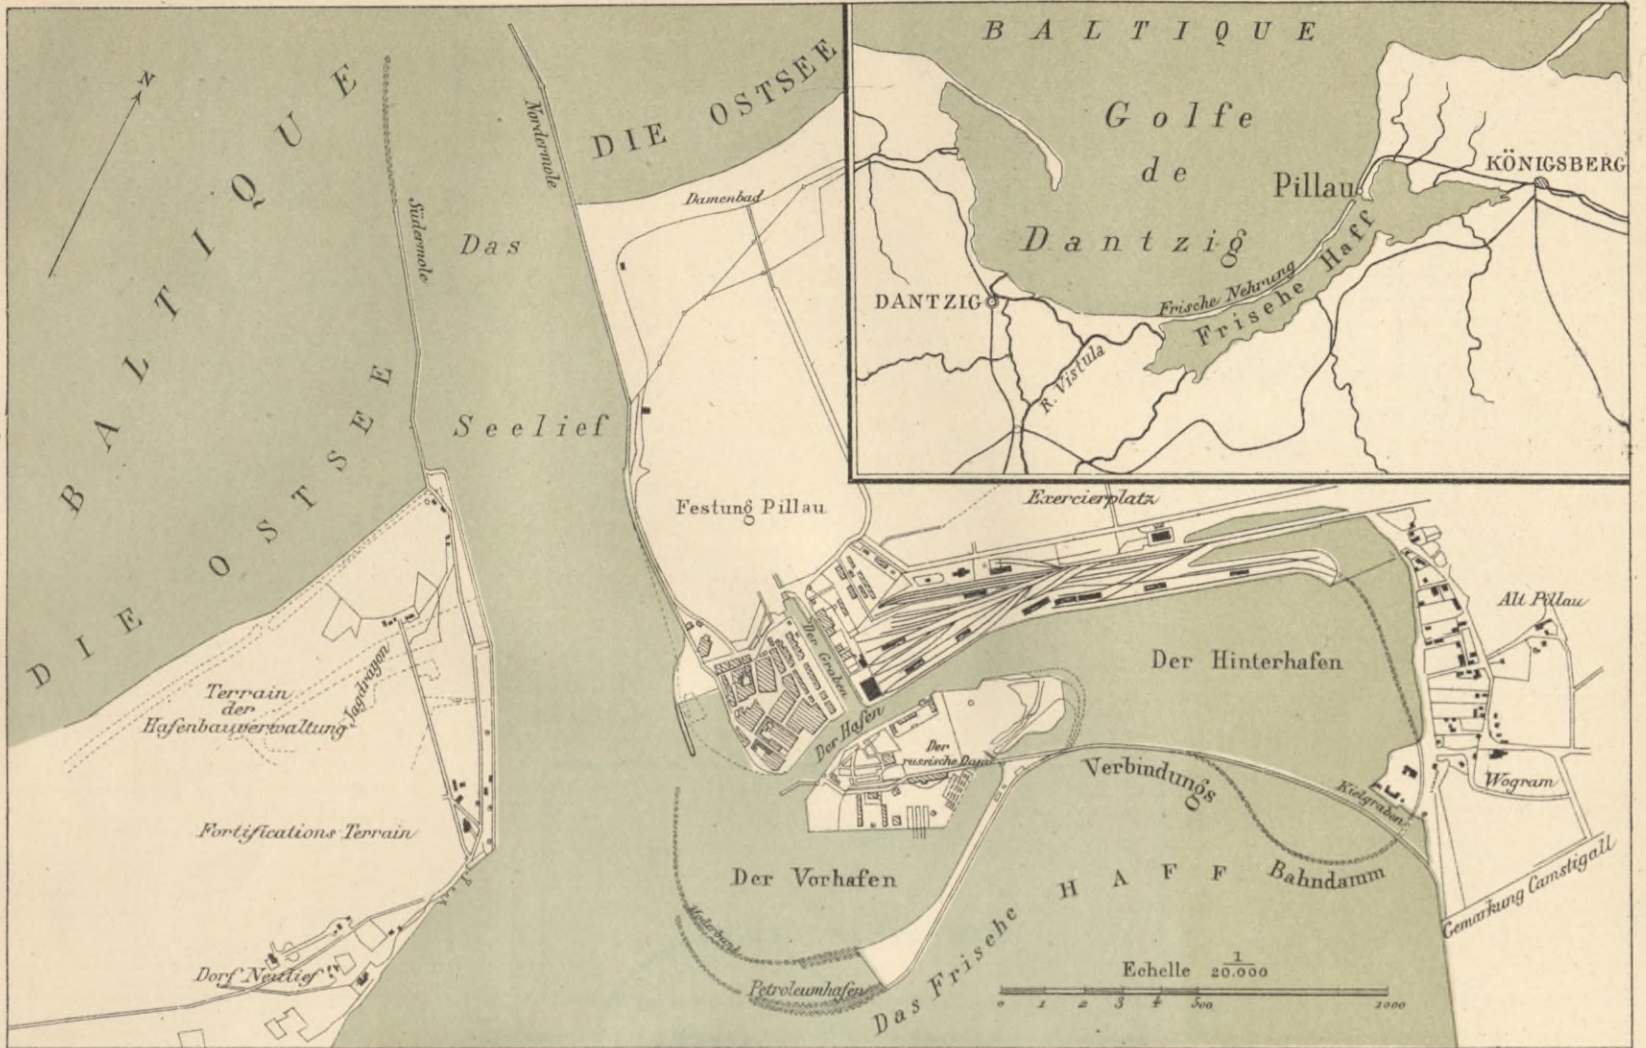 N
BALTIQUE
DIE OSTSEE
Südermole
Nordermole
DIE OSTSEE
Das
Seelief
Damenbad
Festung Pillau
BALTIQUE
Golfe
de
Dantzig
Pillau
KÖNIGSBERG
DANTZIG
Frische Nehrung
Frische Haff
R. Vistula
Exercierplatz
Alt Pillau
Der Hinterhafen
Der Graben
Der Hafen
Der
russische Dam
Terrain
der
Hafenbauverwaltung
Jagdragon
Fortifications Terrain
Dorf Neutief
Der Vorhafen
Mederbunt
Petroleumhafen
Verbindungs
Bahndamm
Kielgraben
Wogram
Gemarkung Camstigall
Das Frische HAFF
Echelle 1/20.000
0 1 2 3 4 500 1000